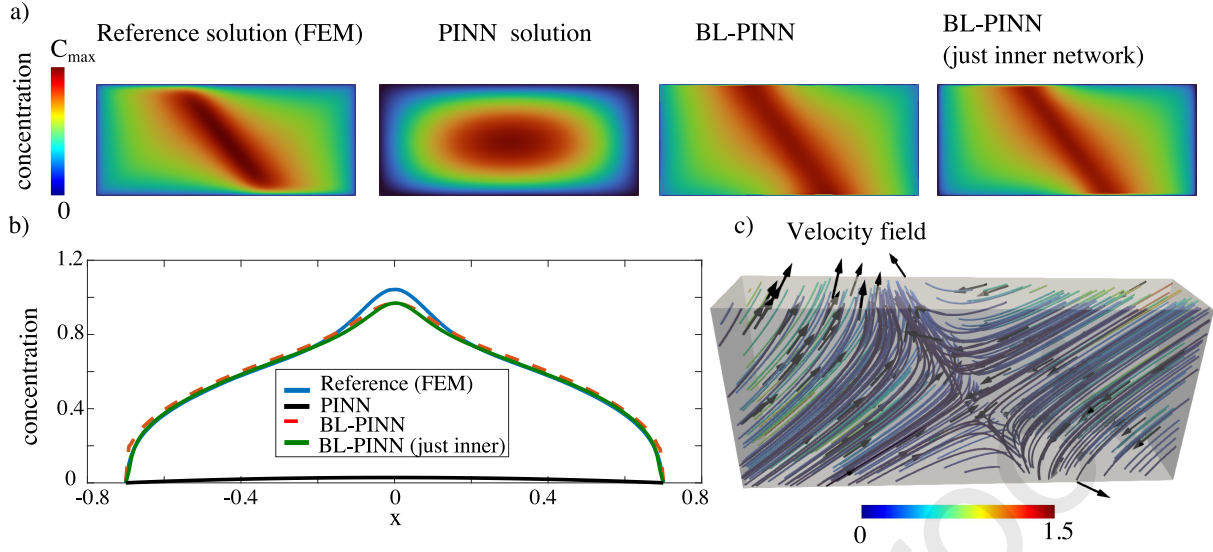 a)
Reference solution (FEM)
PINN solution
BL-PINN
BL-PINN
(just inner network)
Cmax
concentration
0
b)
1.2
0.8
0.4
0
concentration
-0.8
-0.4
0
0.4
0.8
x
Reference (FEM)
PINN
BL-PINN
BL-PINN (just inner)
c)
Velocity field
0
1.5